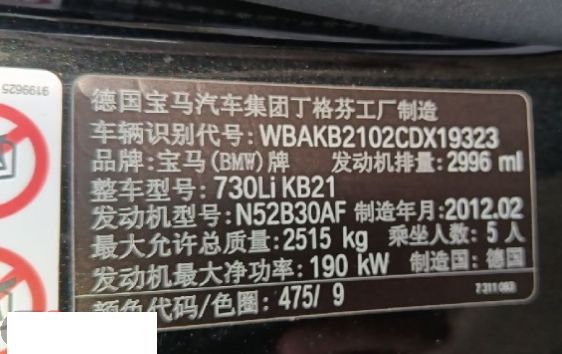 9199625
德国宝马汽车集团丁格芬工厂制造
车辆识别代号:WBAKB2102CDX19323
品牌:宝马(BMW)牌 发动机排量:2996 ml
整车型号:730Li KB21
发动机型号:N52B30AF 制造年月:2012.02
最大允许总质量:2515 kg 乘坐人数:5人
发动机最大净功率:190 kW 制造国:德国
颜色代码/色圈:475/ 9
7 311 083